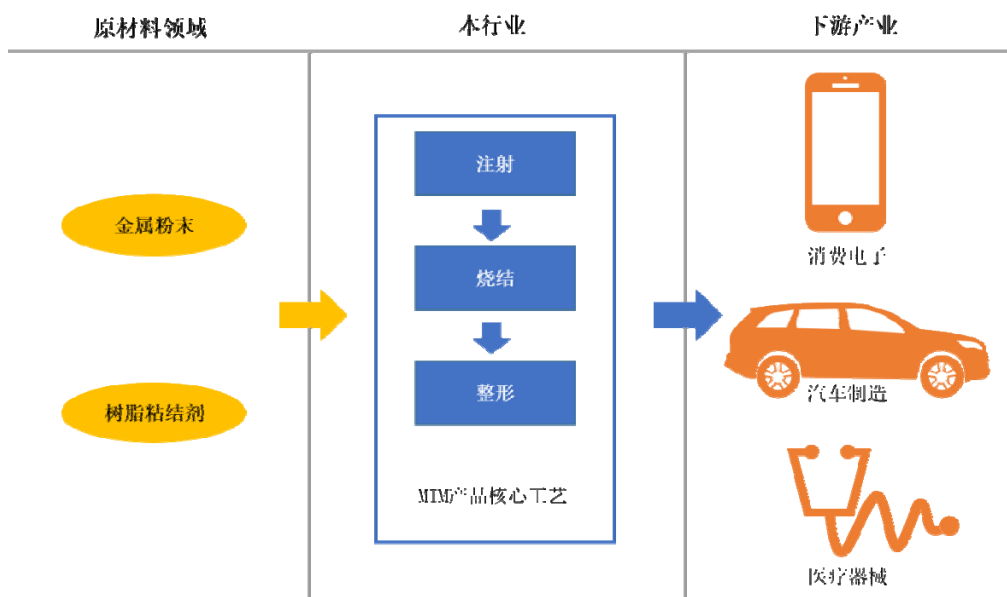 原材料领域
本行业
下游产业
金属粉末
树脂粘结剂
注射
烧结
整形
MIM产品核心工艺
消费电子
汽车制造
医疗器械